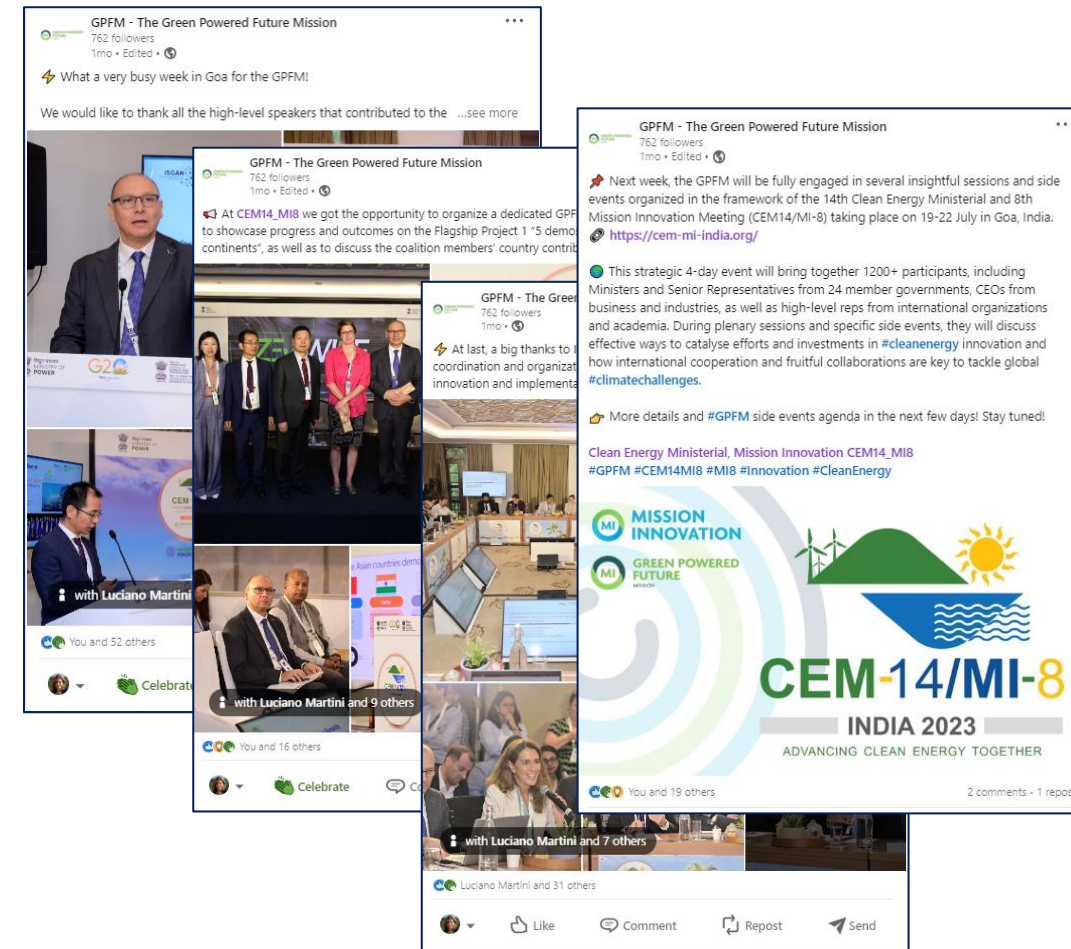 GPFM - The Green Powered Future Mission
762 followers
1mo • Edited •
What a very busy week in Goa for the GPFM!
We would like to thank all the high-level speakers that contributed to the ...see more
ISGAN
MINISTRY OF
POWER
G20
with Luciano Martini
You and 52 others
Celebrate
GPFM - The Green Powered Future Mission
762 followers
1mo • Edited •
At CEM14_MI8 we got the opportunity to organize a dedicated GPF
to showcase progress and outcomes on the Flagship Project 1 "5 demo
continents", as well as to discuss the coalition members' country contrib
Asian countries demo
with Luciano Martini and 9 others
You and 16 others
Celebrate
GPFM - The Gree
762 followers
1mo •
At last, a big thanks to
coordination and organizat
innovation and implementa
with Luciano Martini and 7 others
Luciano Martini and 31 others
Like
Comment
Repost
Send
GPFM - The Green Powered Future Mission
762 followers
1mo • Edited •
Next week, the GPFM will be fully engaged in several insightful sessions and side
events organized in the framework of the 14th Clean Energy Ministerial and 8th
Mission Innovation Meeting (CEM14/MI-8) taking place on 19-22 July in Goa, India.
https://cem-mi-india.org/
This strategic 4-day event will bring together 1200+ participants, including
Ministers and Senior Representatives from 24 member governments, CEOs from
business and industries, as well as high-level reps from international organizations
and academia. During plenary sessions and specific side events, they will discuss
effective ways to catalyse efforts and investments in #cleanenergy innovation and
how international cooperation and fruitful collaborations are key to tackle global
#climatechallenges.
More details and #GPFM side events agenda in the next few days! Stay tuned!
Clean Energy Ministerial, Mission Innovation CEM14_MI8
#GPFM #CEM14MI8 #MI8 #Innovation #CleanEnergy
MI MISSION
INNOVATION
MI GREEN POWERED
FUTURE
MISSION
CEM-14/MI-8
INDIA 2023
ADVANCING CLEAN ENERGY TOGETHER
You and 19 others
2 comments • 1 repos